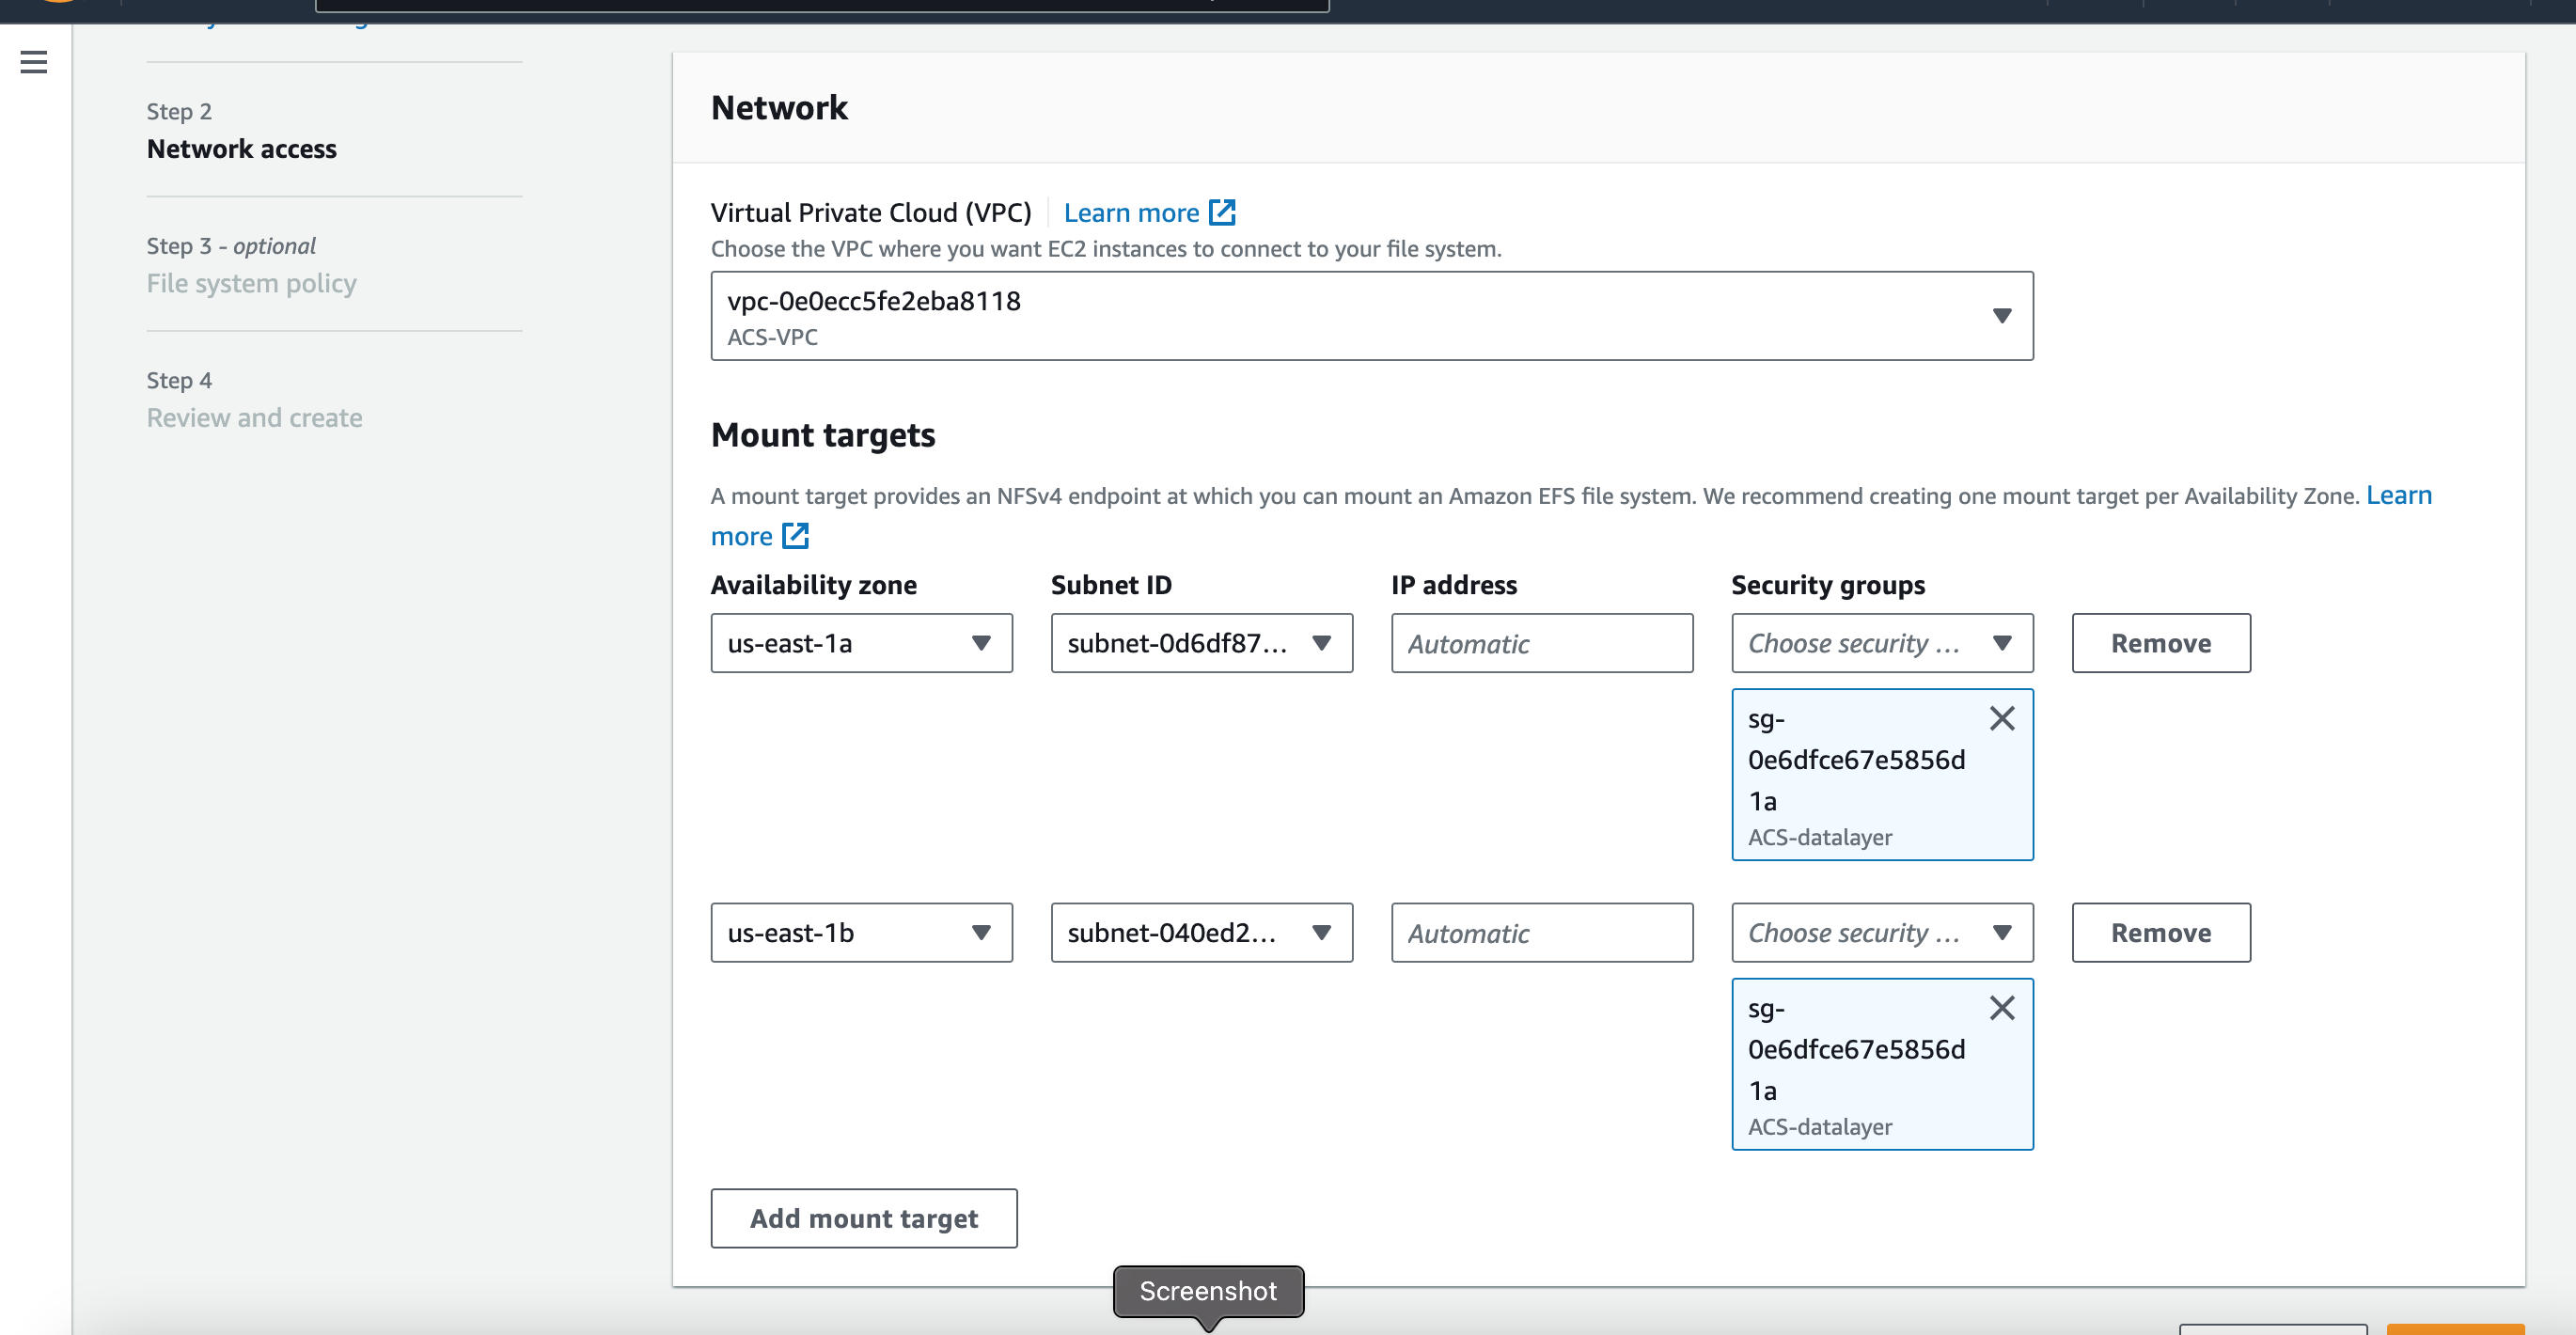 Step 2
Network access
Step 3 - optional
File system policy
Step 4
Review and create
Network
Virtual Private Cloud (VPC)
Learn more
Choose the VPC where you want EC2 instances to connect to your file system.
vpc-0e0ecc5fe2eba8118
ACS-VPC
Mount targets
A mount target provides an NFSv4 endpoint at which you can mount an Amazon EFS file system. We recommend creating one mount target per Availability Zone. Learn
more
Availability zone Subnet ID IP address Security groups
us-east-1a subnet-0d6df87... Automatic Choose security ... Remove
sg-
0e6dfce67e5856d
1a
ACS-datalayer
us-east-1b subnet-040ed2... Automatic Choose security ... Remove
sg-
0e6dfce67e5856d
1a
ACS-datalayer
Add mount target
Screenshot